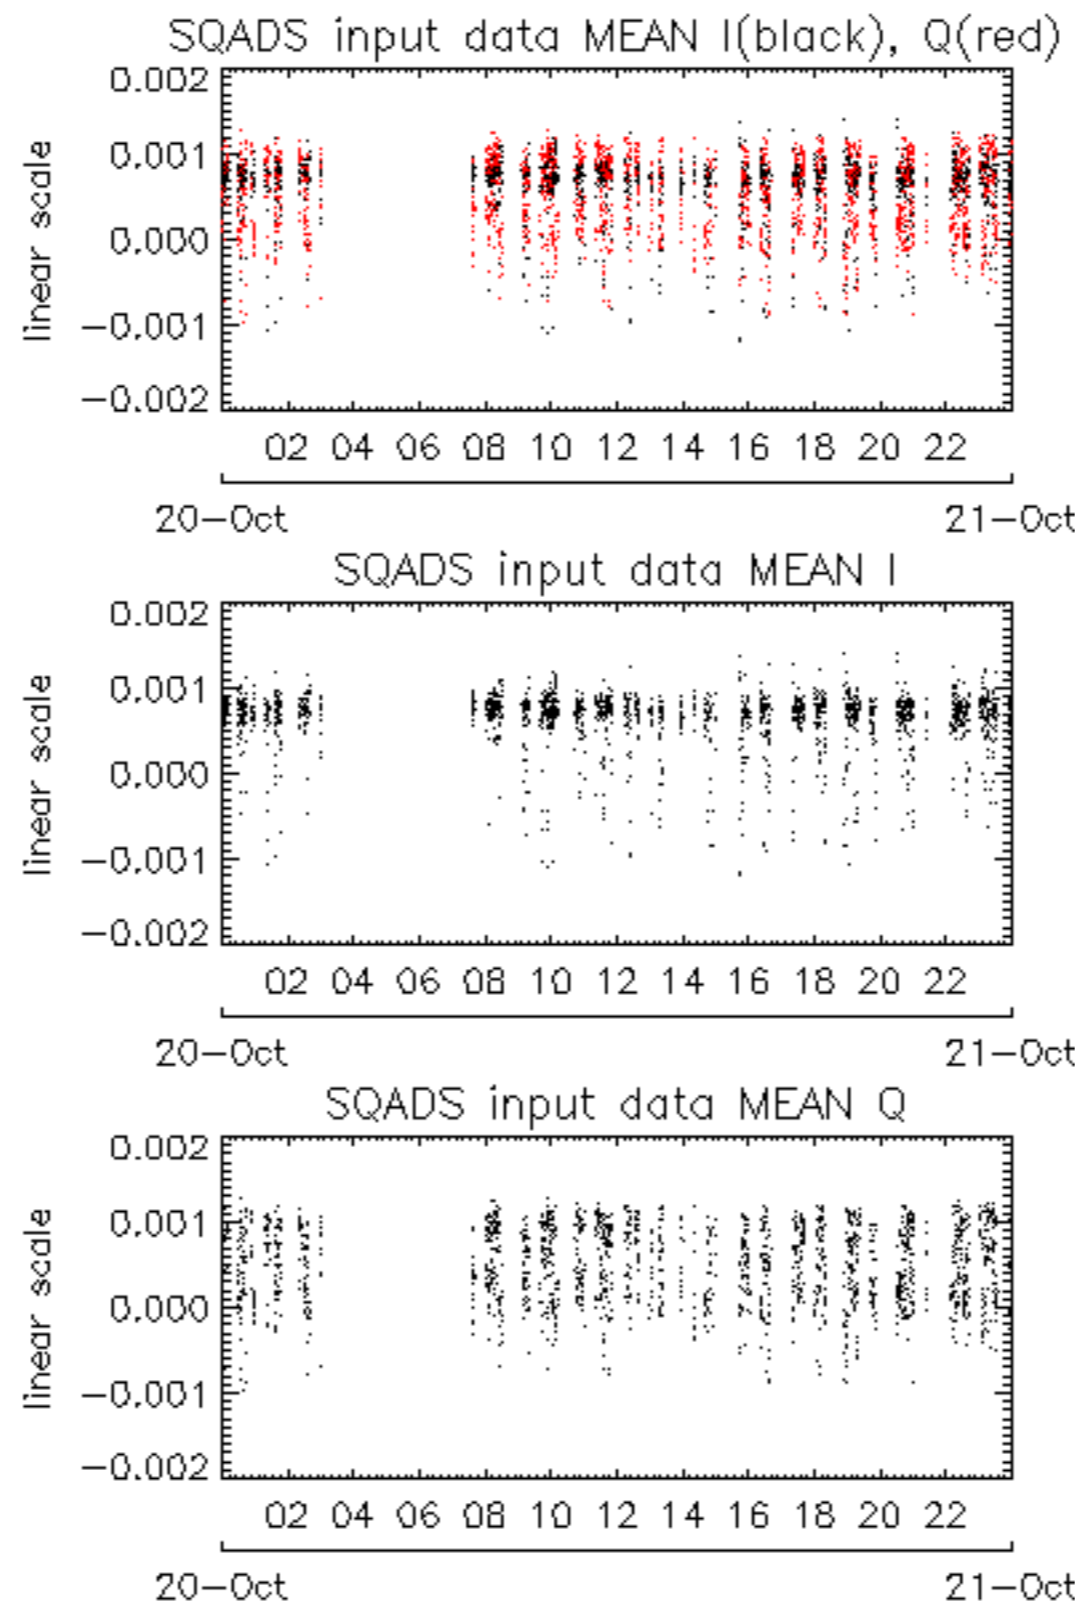 SQADS input data MEAN I(black), Q(red)
0.002
0.001
0.000
−0.001
−0.002
linear scale
02 04 06 08 10 12 14 16 18 20 22
20−Oct 21−Oct
SQADS input data MEAN I
0.002
0.001
0.000
−0.001
−0.002
linear scale
02 04 06 08 10 12 14 16 18 20 22
20−Oct 21−Oct
SQADS input data MEAN Q
0.002
0.001
0.000
−0.001
−0.002
linear scale
02 04 06 08 10 12 14 16 18 20 22
20−Oct 21−Oct